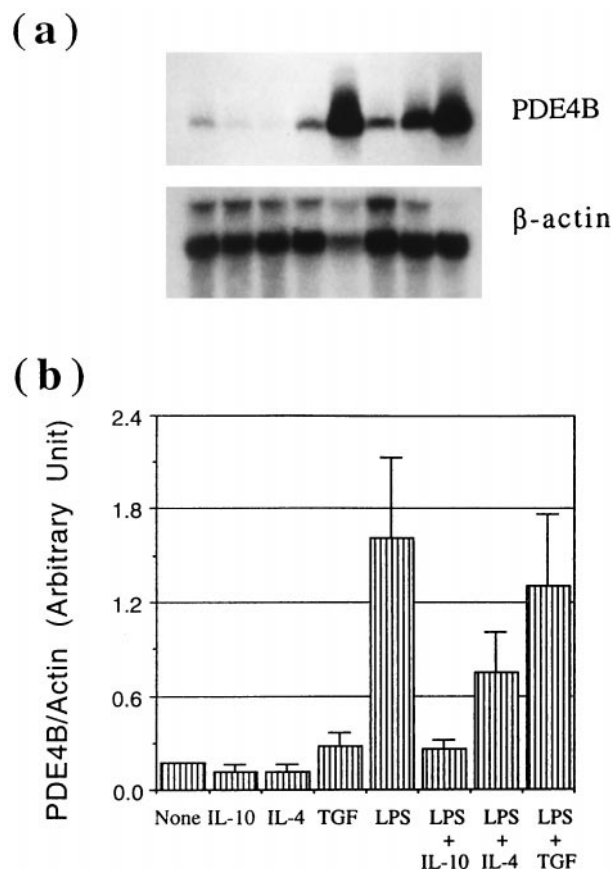 (a)
PDE4B
β-actin
(b)
PDE4B/Actin (Arbitrary Unit)
2.4
1.8
1.2
0.6
0.0
None IL-10 IL-4 TGF LPS LPS LPS LPS
+ + +
IL-10 IL-4 TGF